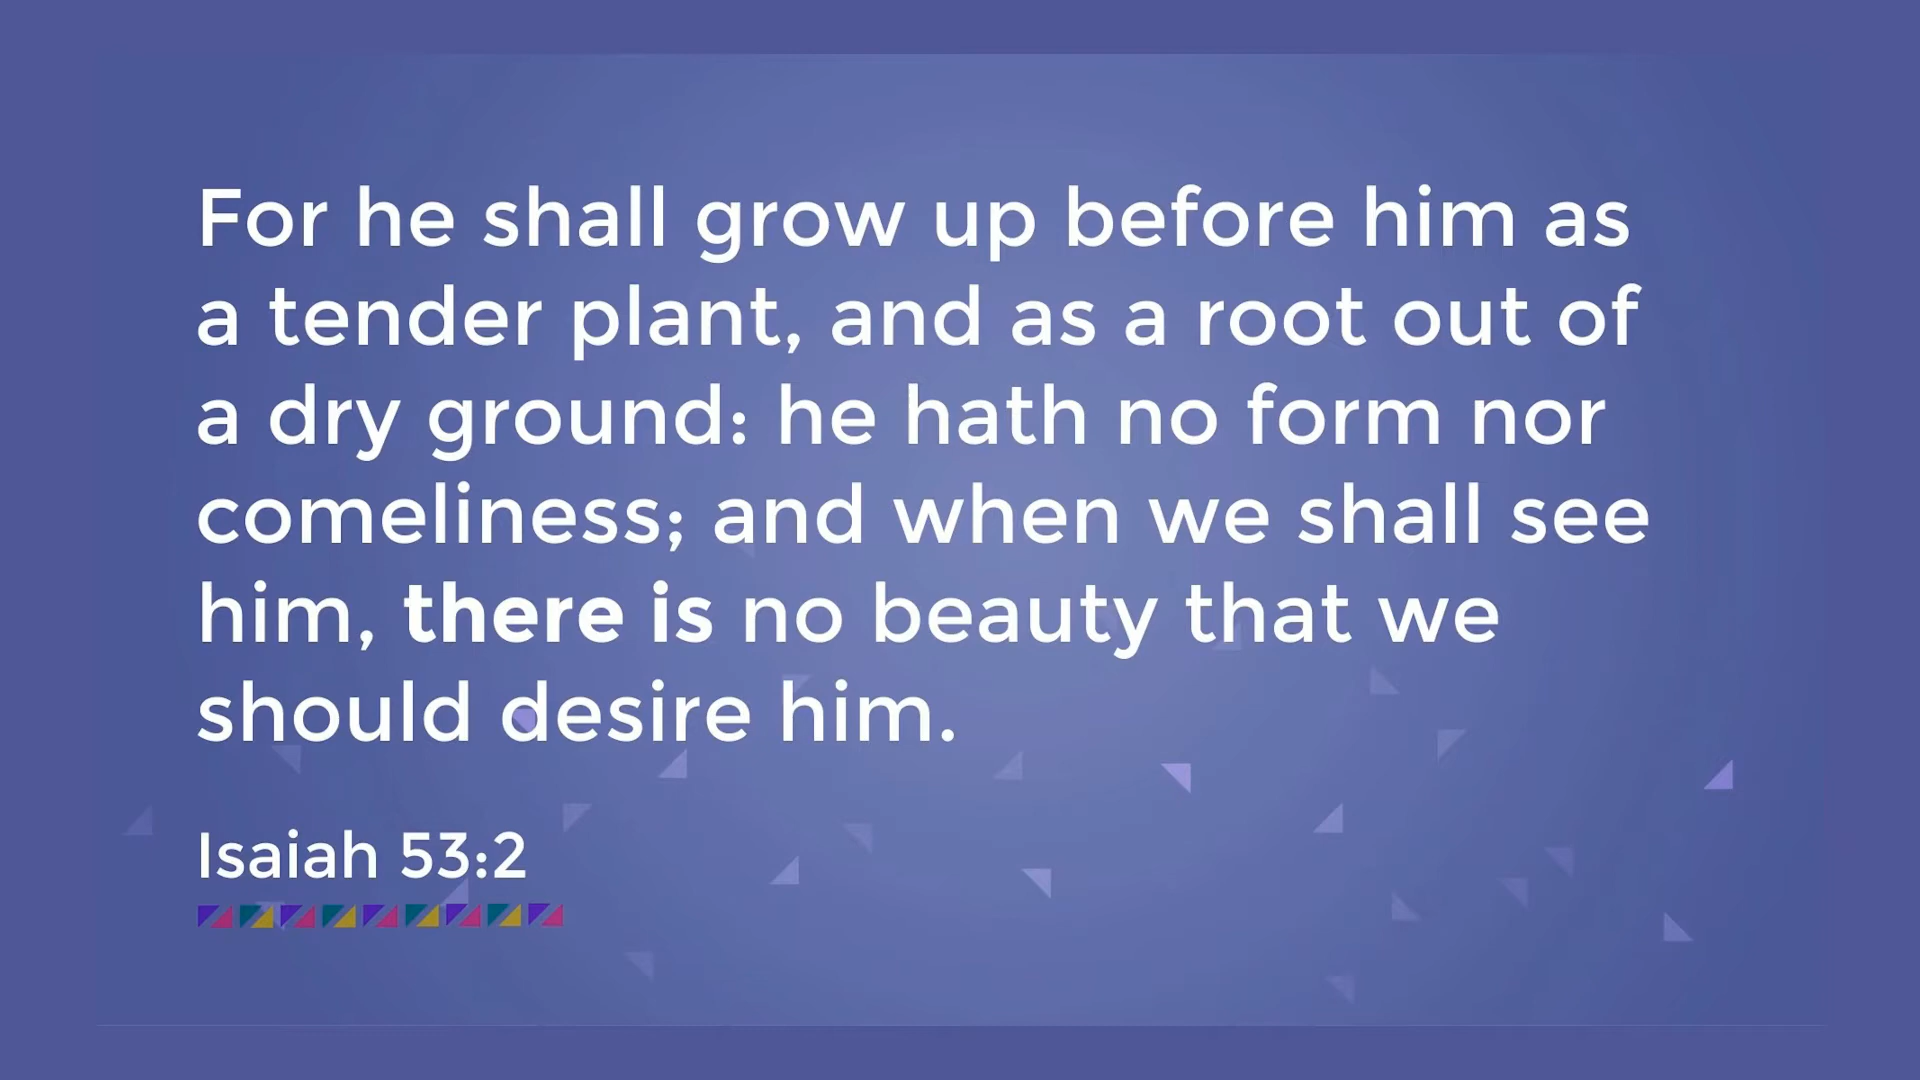 For he shall grow up before him as
a tender plant, and as a root out of
a dry ground: he hath no form nor
comeliness; and when we shall see
him, there is no beauty that we
should desire him.
Isaiah 53:2